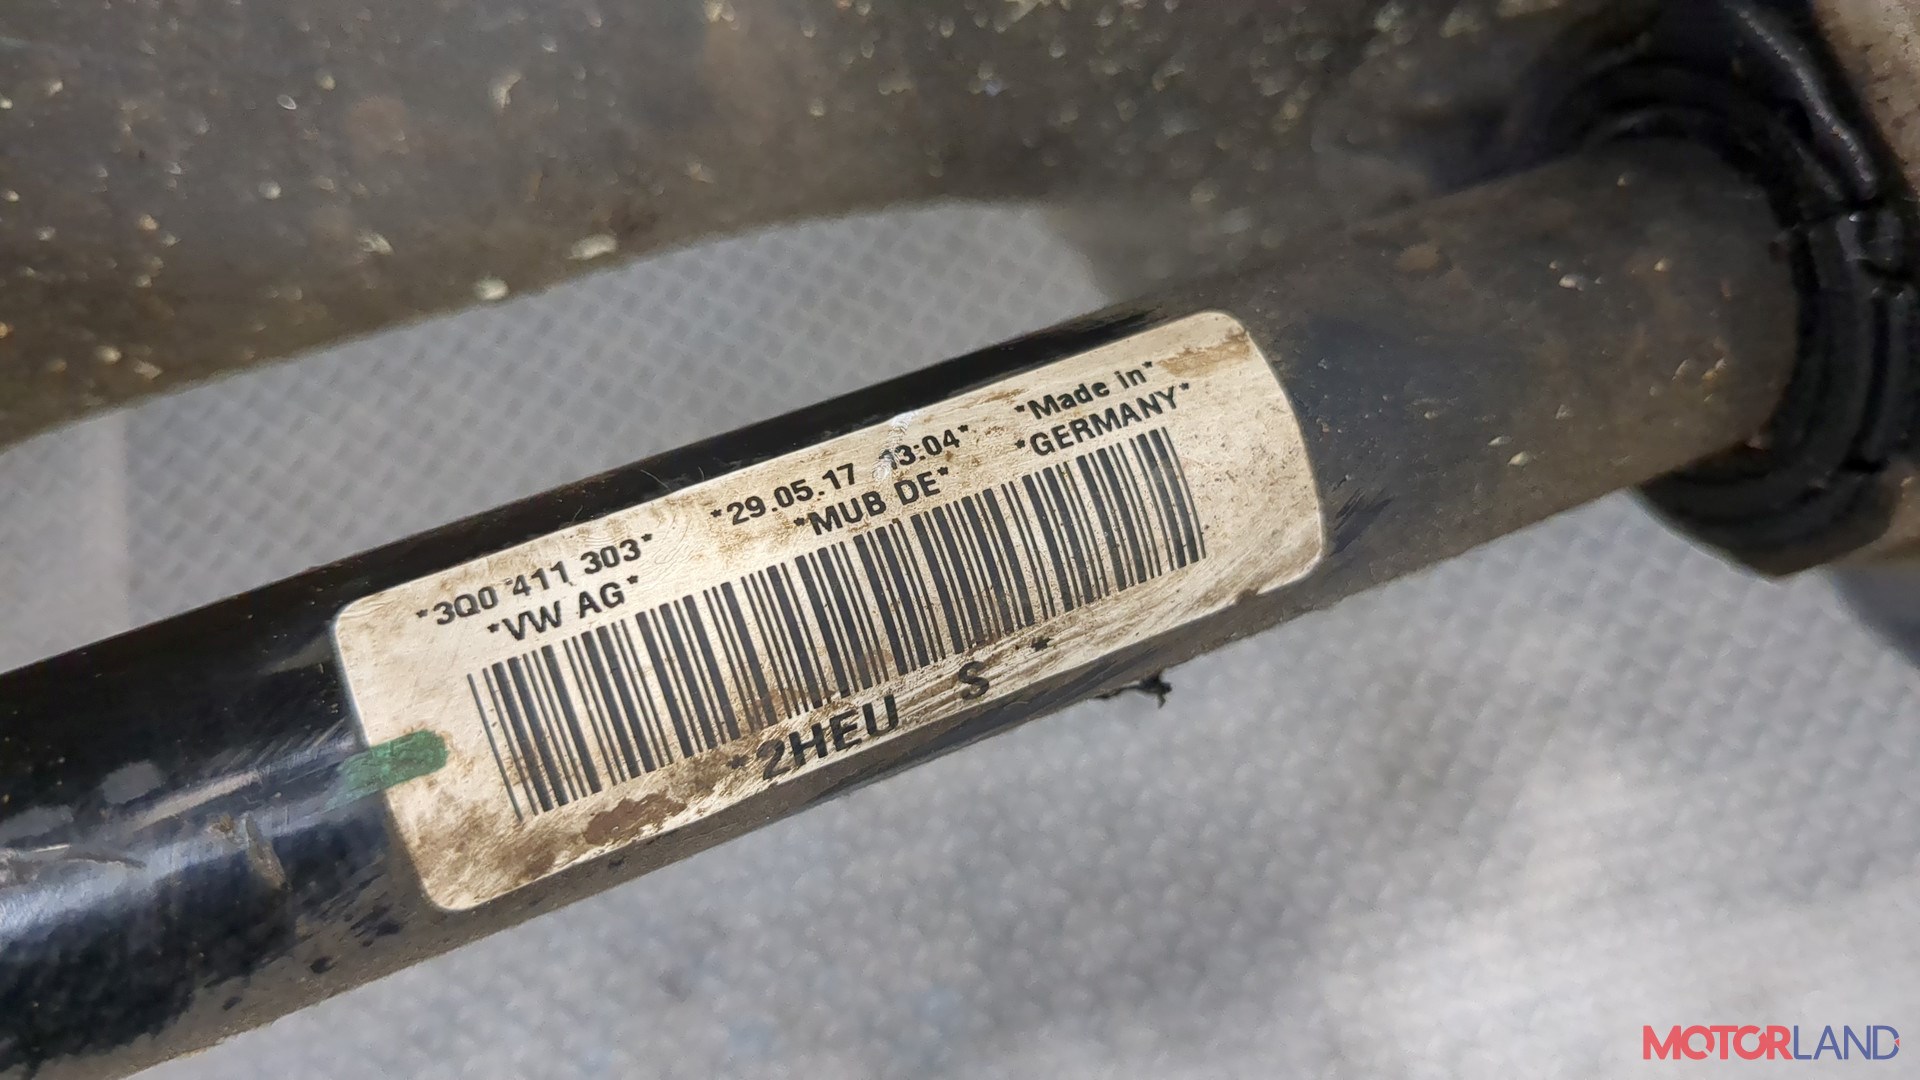 *3Q0 411 303* *29.05.17 13:04* *Made in*
*VW AG* *MUB DE* *GERMANY*
*2HEU S *
MOTORLAND